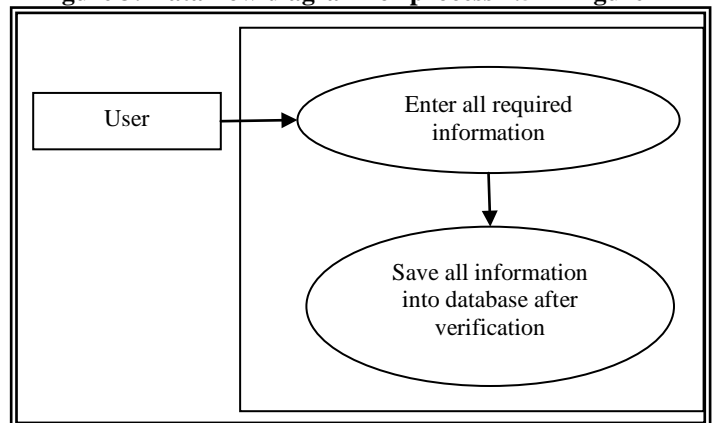 User
Enter all required
information
Save all information
into database after
verification